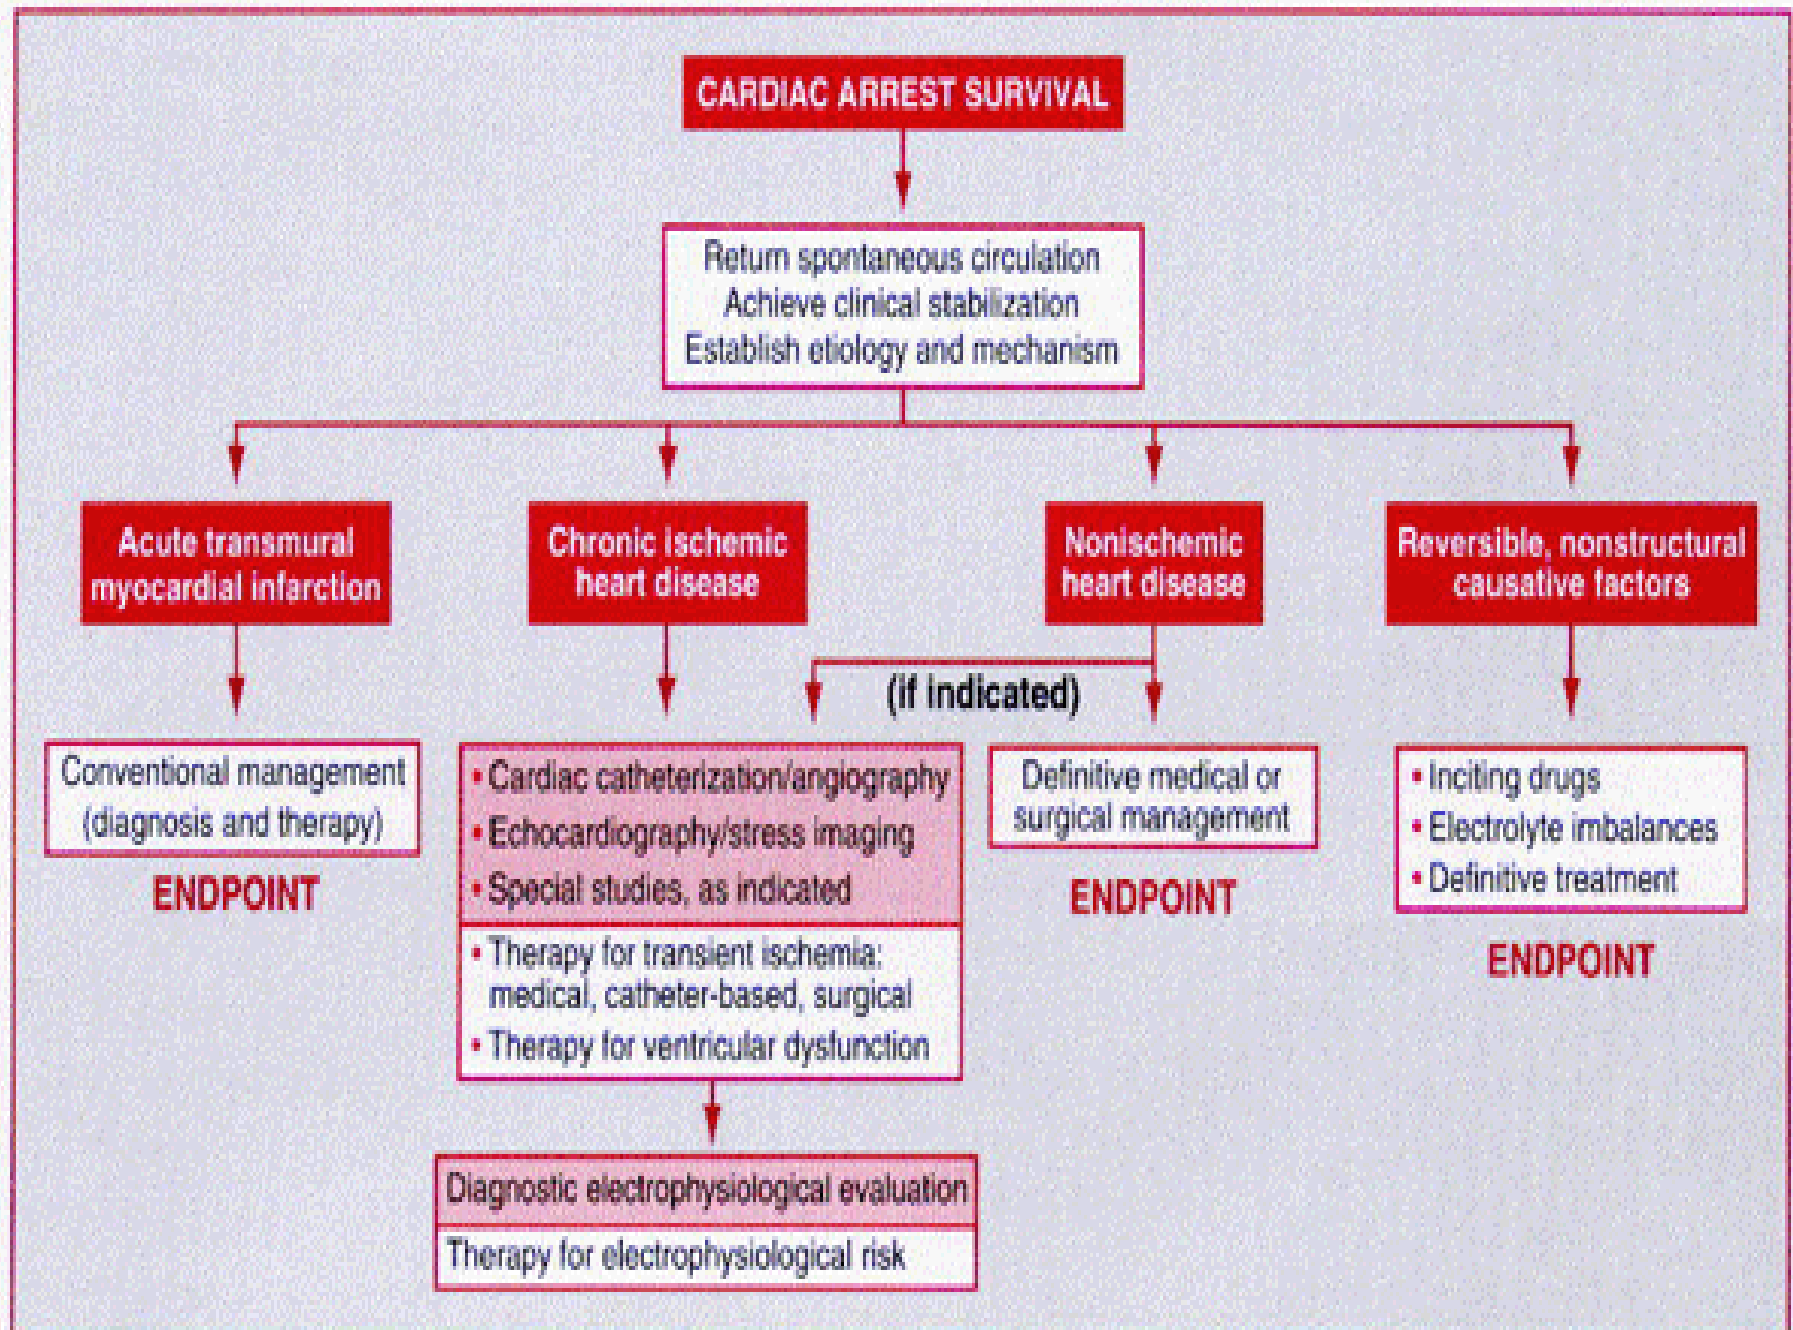 CARDIAC ARREST SURVIVAL
Return spontaneous circulation
Achieve clinical stabilization
Establish etiology and mechanism
Acute transmural
myocardial infarction
Chronic ischemic
heart disease
Nonischemic
heart disease
Reversible, nonstructural
causative factors
(if indicated)
Conventional management
(diagnosis and therapy)
ENDPOINT
• Cardiac catheterization/angiography
• Echocardiography/stress imaging
• Special studies, as indicated
• Therapy for transient ischemia:
medical, catheter-based, surgical
• Therapy for ventricular dysfunction
Definitive medical or
surgical management
ENDPOINT
• Inciting drugs
• Electrolyte imbalances
• Definitive treatment
ENDPOINT
Diagnostic electrophysiological evaluation
Therapy for electrophysiological risk